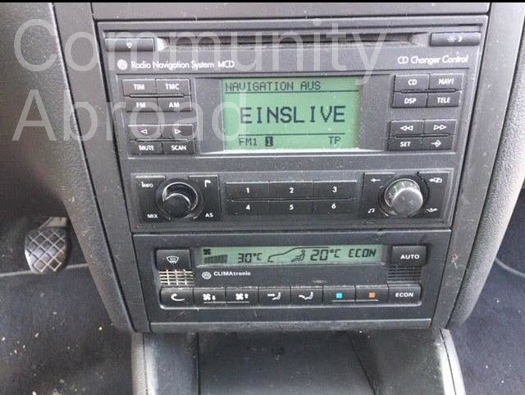 Community
Abroad
Radio Navigation System MCD
CD Changer Control
TIM TMC
FM AM
MUTE SCAN
NAVIGATION AUS
EINSLIVE
FM1 TP
CD NAVI
DSP TELE
SET
INFO
MIX AS
1 2 3
4 5 6
30°C 20°C ECON
AUTO
CLIMAtronic
ECON